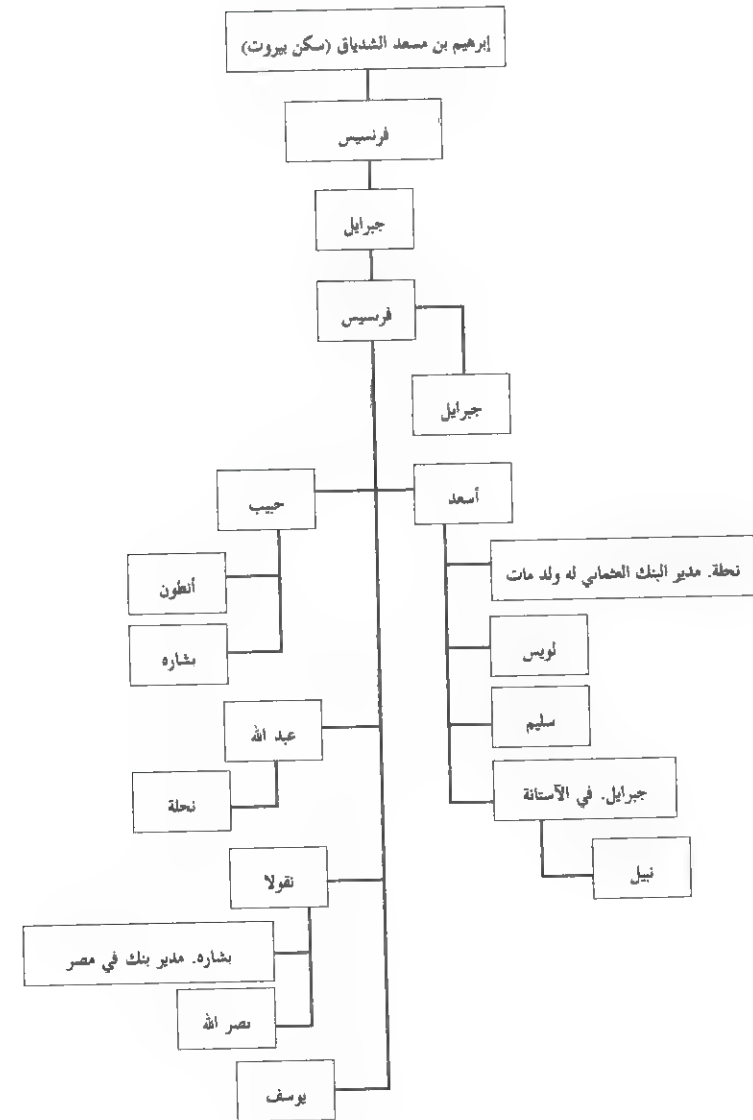 إبرهيم بن مسعد الشدياق (سكن بيروت)
فرنسيس
جبرايل
فرنسيس
جبرايل
أسعد
نحلة. مدير البنك العثماني له ولد مات
لويس
سليم
جبرايل. في الآستانة
نبيل
حبيب
أنطون
بشاره
عبد الله
نحلة
نقولا
بشاره. مدير بنك في مصر
نصر الله
يوسف